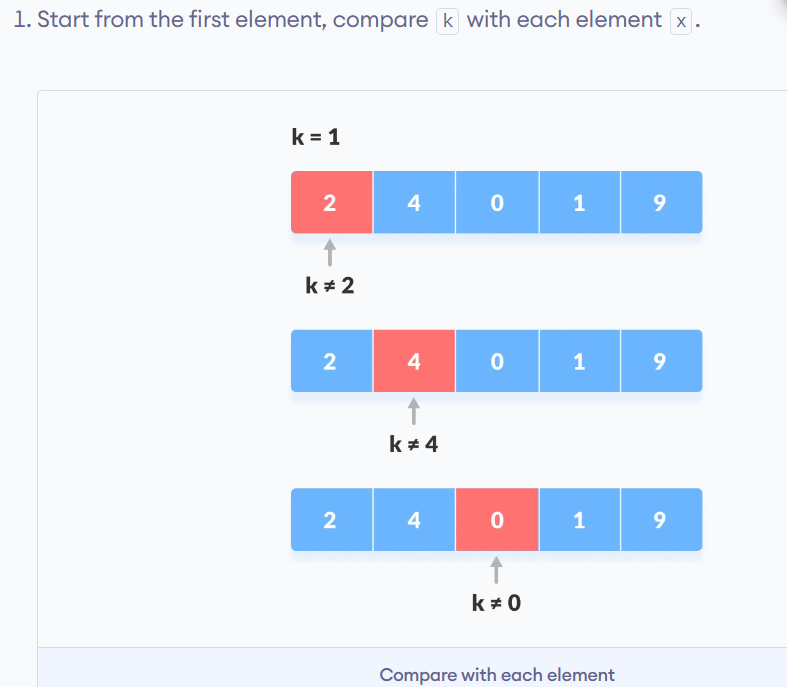 1. Start from the first element, compare k with each element x.
k = 1
2 4 0 1 9
k ≠ 2
2 4 0 1 9
k ≠ 4
2 4 0 1 9
k ≠ 0
Compare with each element